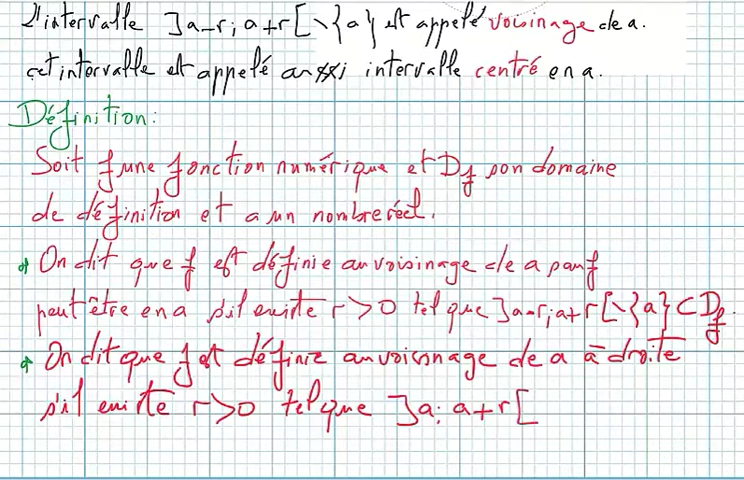 L'intervalle ]a-r; a+r[ \ {a} est appelé voisinage de a.
cet intervalle est appelé aussi intervalle centré en a.
Définition:
Soit f une fonction numérique et Df son domaine
de définition et a un nombre réel.
On dit que f est définie au voisinage de a sauf
peut être en a s'il existe r>0 tel que ]a-r; a+r[ \ {a} ⊂ Df
On dit que f est définie au voisinage de a à droite
s'il existe r>0 tel que ]a; a+r[